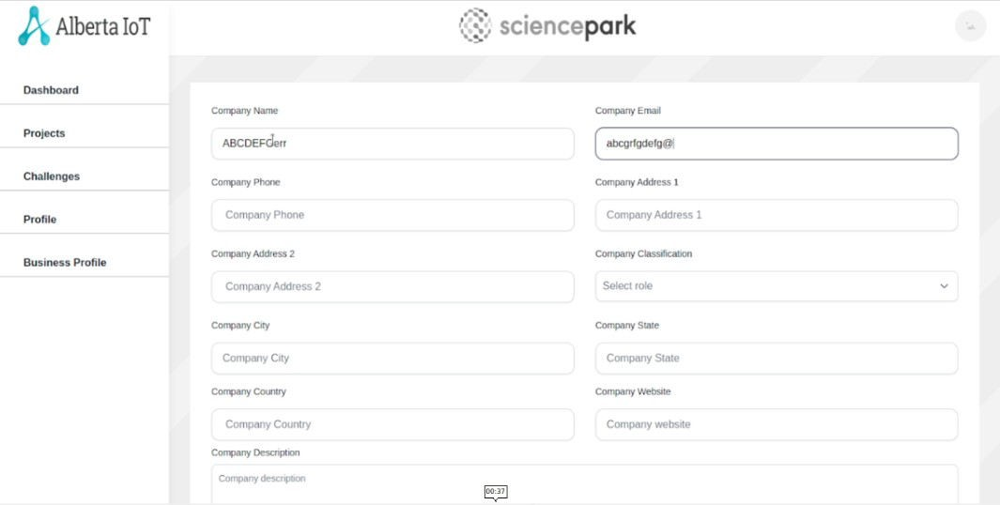 Alberta IoT
sciencepark
Dashboard
Projects
Challenges
Profile
Business Profile
Company Name
Company Email
ABCDEFGerr
abcgrfgdefg@
Company Phone
Company Address 1
Company Phone
Company Address 1
Company Address 2
Company Classification
Company Address 2
Select role
Company City
Company State
Company City
Company State
Company Country
Company Website
Company Country
Company website
Company Description
Company description
00:37